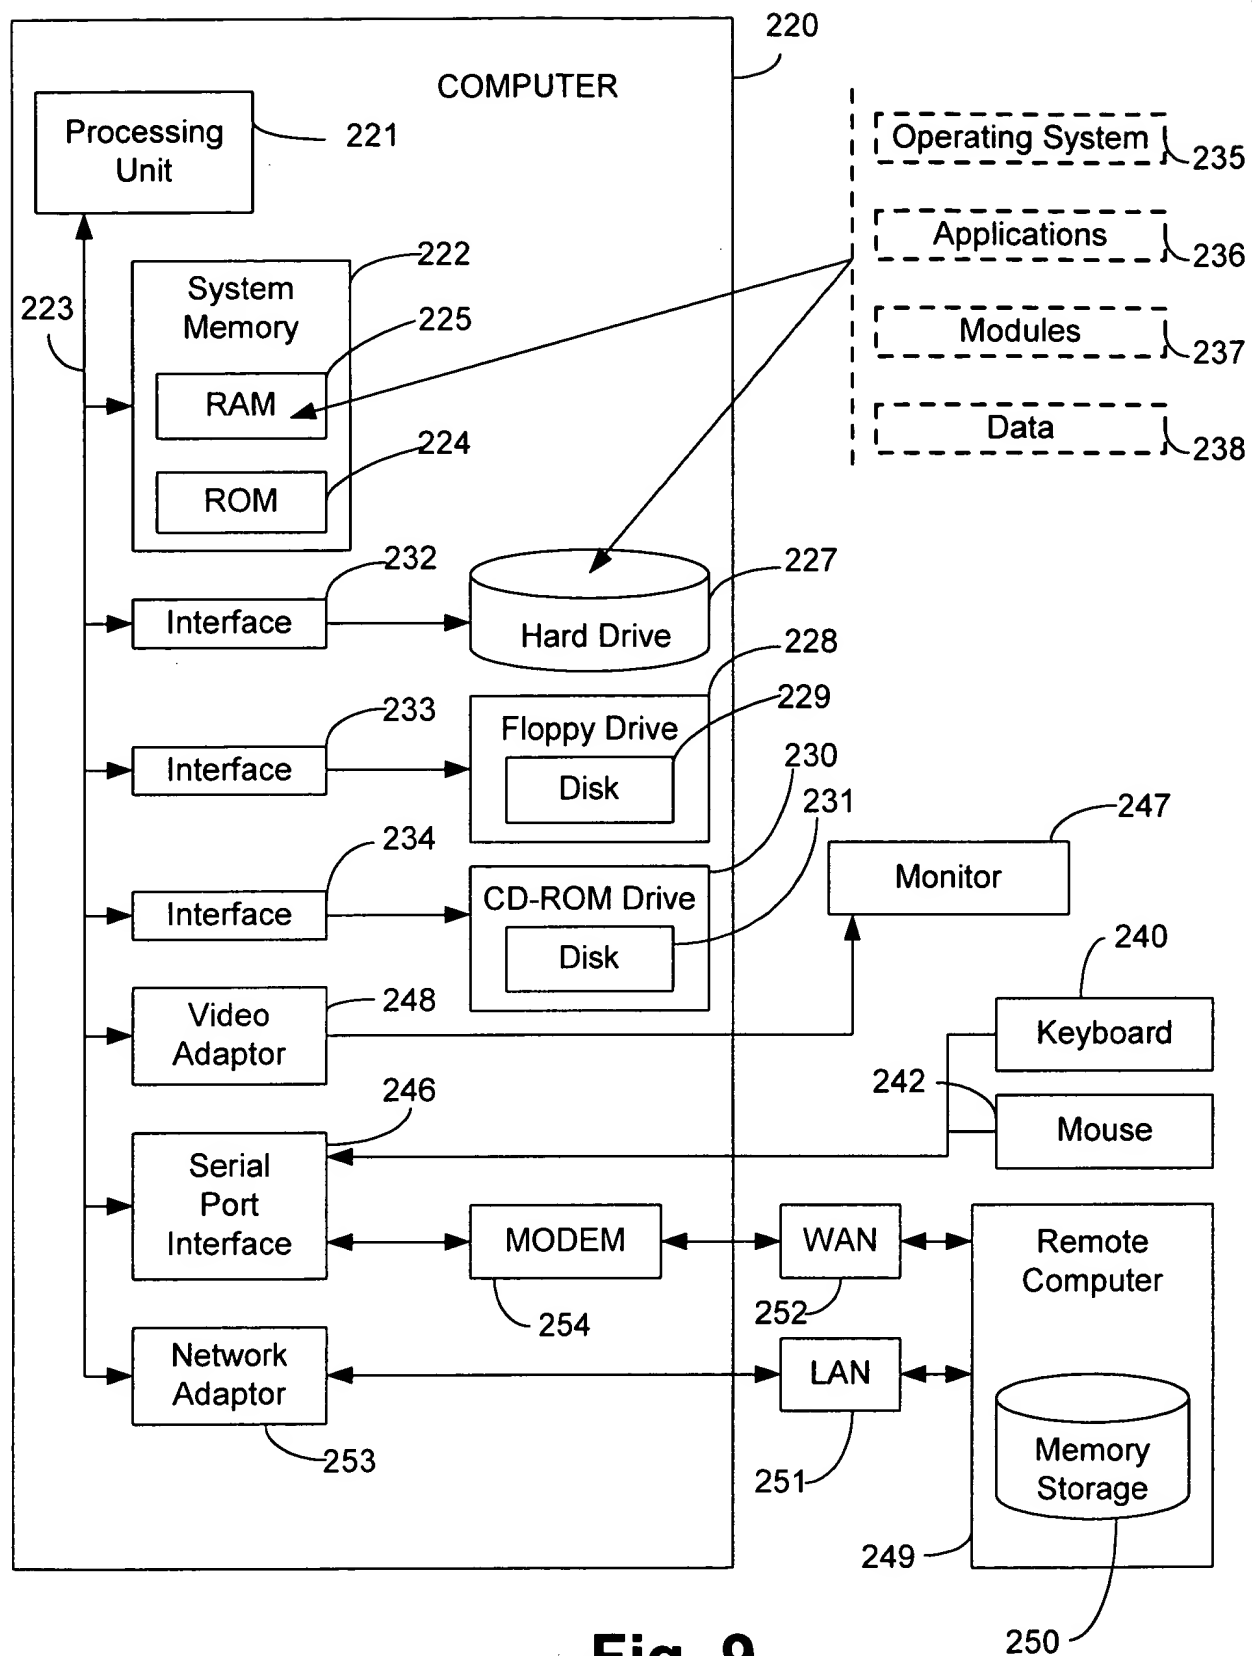 220
COMPUTER
Processing
Unit
221
Operating System
235
Applications
236
Modules
237
Data
238
222
System
Memory
223
225
RAM
224
ROM
232
Interface
227
Hard Drive
228
233
Interface
229
Floppy Drive
Disk
230
231
234
Interface
CD-ROM Drive
Disk
247
Monitor
240
Keyboard
248
Video
Adaptor
242
Mouse
246
Serial
Port
Interface
MODEM
254
WAN
252
Remote
Computer
Network
Adaptor
253
LAN
251
Memory
Storage
249
250
Fig. 9